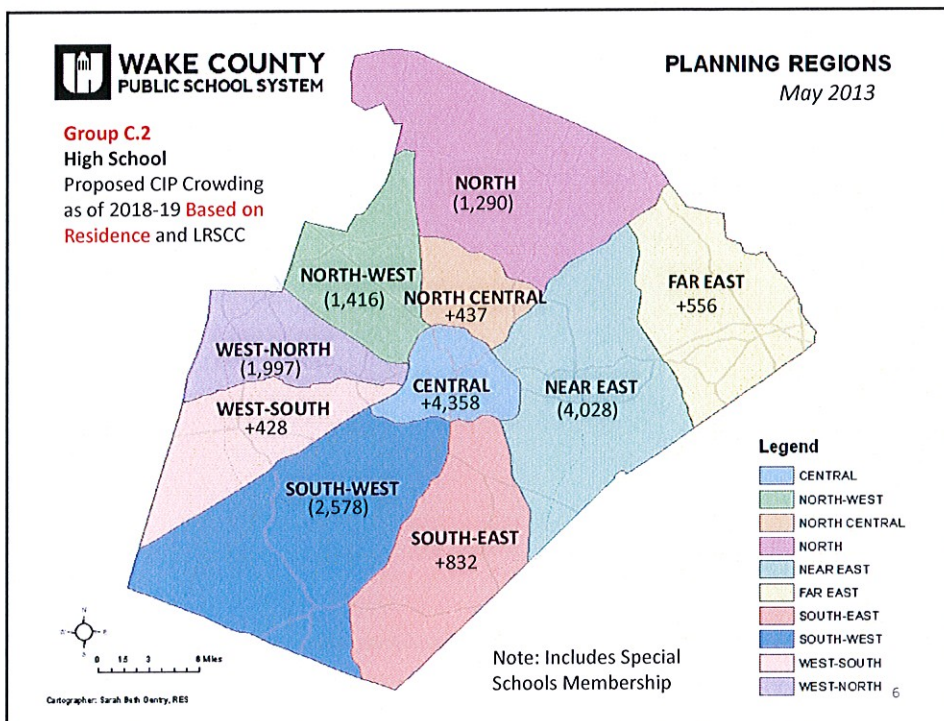 WAKE COUNTY
PUBLIC SCHOOL SYSTEM
PLANNING REGIONS
May 2013
Group C.2
High School
Proposed CIP Crowding
as of 2018-19 Based on
Residence and LRSCC
NORTH
(1,290)
NORTH-WEST
(1,416)
NORTH CENTRAL
+437
FAR EAST
+556
WEST-NORTH
(1,997)
CENTRAL
+4,358
NEAR EAST
(4,028)
WEST-SOUTH
+428
SOUTH-WEST
(2,578)
SOUTH-EAST
+832
Legend
CENTRAL
NORTH-WEST
NORTH CENTRAL
NORTH
NEAR EAST
FAR EAST
SOUTH-EAST
SOUTH-WEST
WEST-SOUTH
WEST-NORTH
N
0 1.5 3 6 Miles
Note: Includes Special
Schools Membership
Cartographer: Sarah Beth Gentry, RES
6